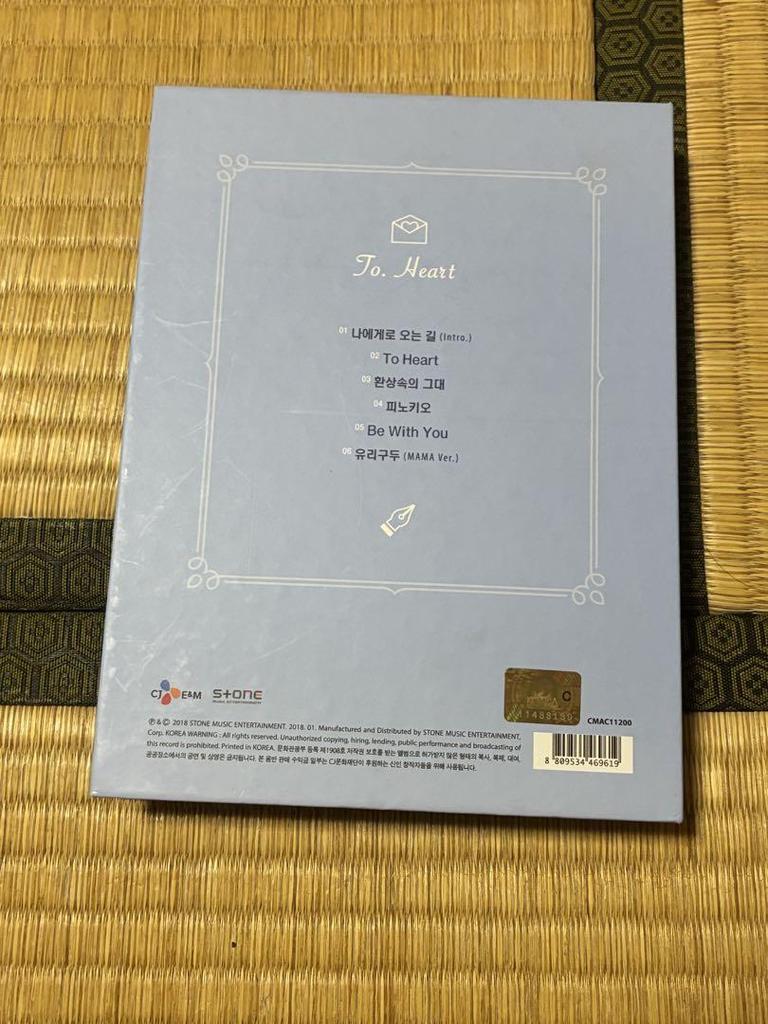 To. Heart
01 나에게로 오는 길 (Intro.)
02 To Heart
03 환상속의 그대
04 피노키오
05 Be With You
06 유리구두 (MAMA Ver.)
CJ E&M STONE MUSIC ENTERTAINMENT
C
CMAC11200
℗ & © 2018 STONE MUSIC ENTERTAINMENT. 2018. 01. Manufactured and Distributed by STONE MUSIC ENTERTAINMENT,
Corp. KOREA WARNING : All rights reserved. Unauthorized copying, hiring, lending, public performance and broadcasting of
this record is prohibited. Printed in KOREA. 문화관광부 등록 제1908호 저작권 보호를 받는 앨범으로 허가받지 않은 형태의 복사, 복제, 대여,
공공장소에서의 공연 및 상영은 금지됩니다. 본 음반 판매 수익금 일부는 CJ문화재단이 후원하는 신인 창작자들을 위해 사용됩니다.
8 809534 469619